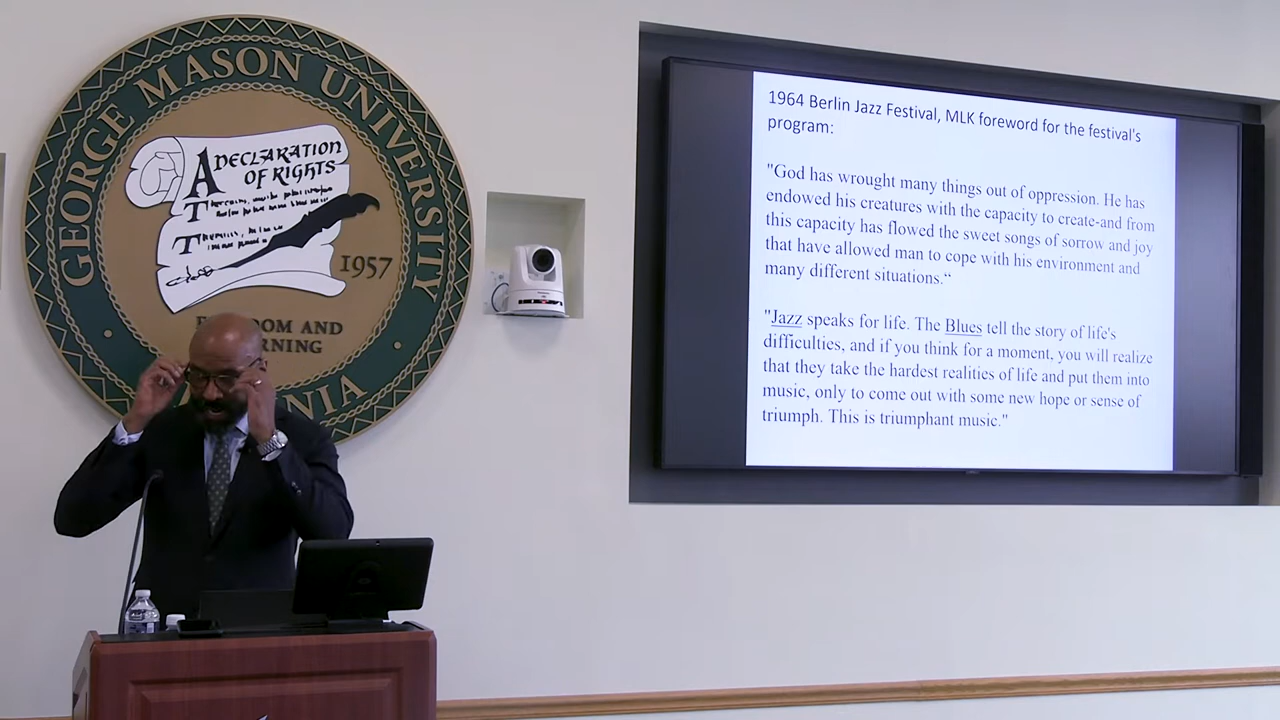 GEORGE MASON UNIVERSITY
A DECLARATION
OF RIGHTS
1957
DOM AND
RNING
1964 Berlin Jazz Festival, MLK foreword for the festival's
program:
"God has wrought many things out of oppression. He has
endowed his creatures with the capacity to create-and from
this capacity has flowed the sweet songs of sorrow and joy
that have allowed man to cope with his environment and
many different situations.“
"Jazz speaks for life. The Blues tell the story of life's
difficulties, and if you think for a moment, you will realize
that they take the hardest realities of life and put them into
music, only to come out with some new hope or sense of
triumph. This is triumphant music."